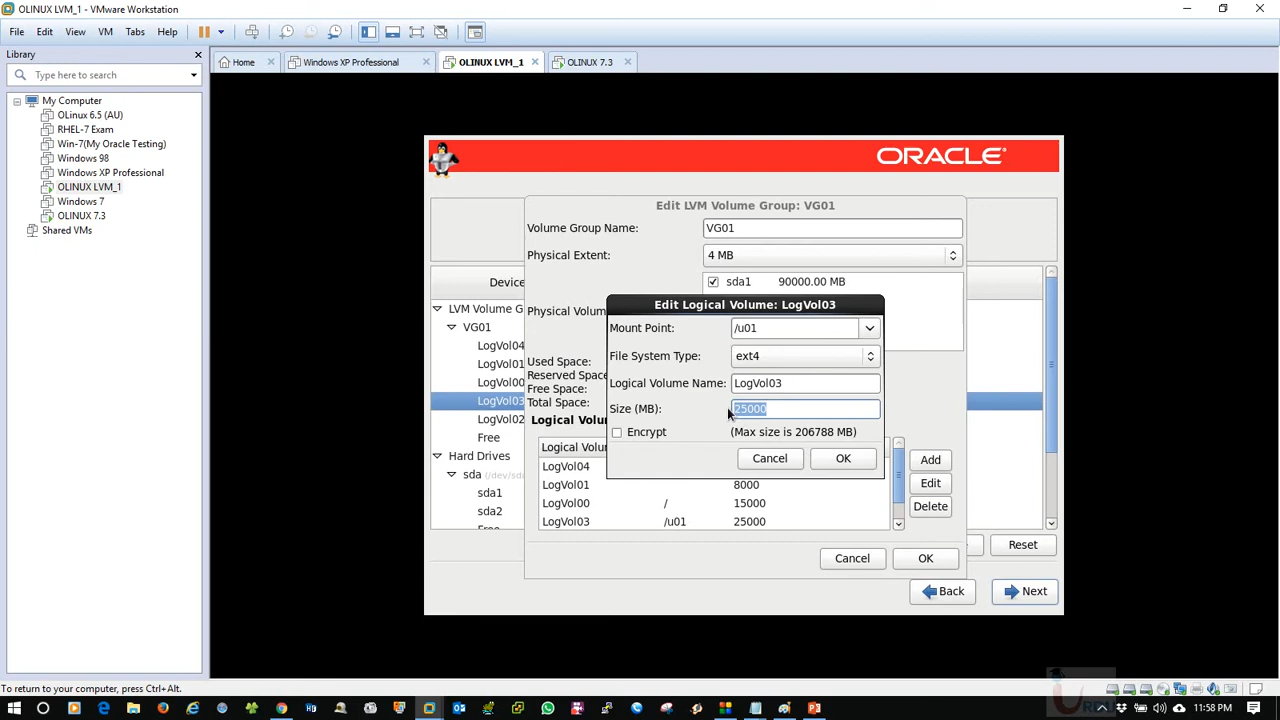 OLINUX LVM_1 - VMware Workstation
File Edit View VM Tabs Help
Library
Type here to search
Home
Windows XP Professional
OLINUX LVM_1
OLINUX 7.3
My Computer
OLinux 6.5 (AU)
RHEL-7 Exam
Win-7(My Oracle Testing)
Windows 98
Windows XP Professional
OLINUX LVM_1
Windows 7
OLINUX 7.3
Shared VMs
ORACLE
Edit LVM Volume Group: VG01
Volume Group Name: VG01
Physical Extent: 4 MB
sda1 90000.00 MB
Physical Volum
Used Space:
Reserved Space
Free Space:
Total Space:
Logical Volu
Logical Volu
LogVol04
LogVol01 8000
LogVol00 / 15000
LogVol03 /u01 25000
Add
Edit
Delete
Cancel
OK
Device
LVM Volume G
VG01
LogVol04
LogVol01
LogVol00
LogVol03
LogVol02
Free
Hard Drives
sda (/dev/sda
sda1
sda2
Free
Edit Logical Volume: LogVol03
Mount Point: /u01
File System Type: ext4
Logical Volume Name: LogVol03
Size (MB): 25000
Encrypt (Max size is 206788 MB)
Cancel
OK
Reset
Back
Next
To return to your computer, press Ctrl+Alt.
11:58 PM